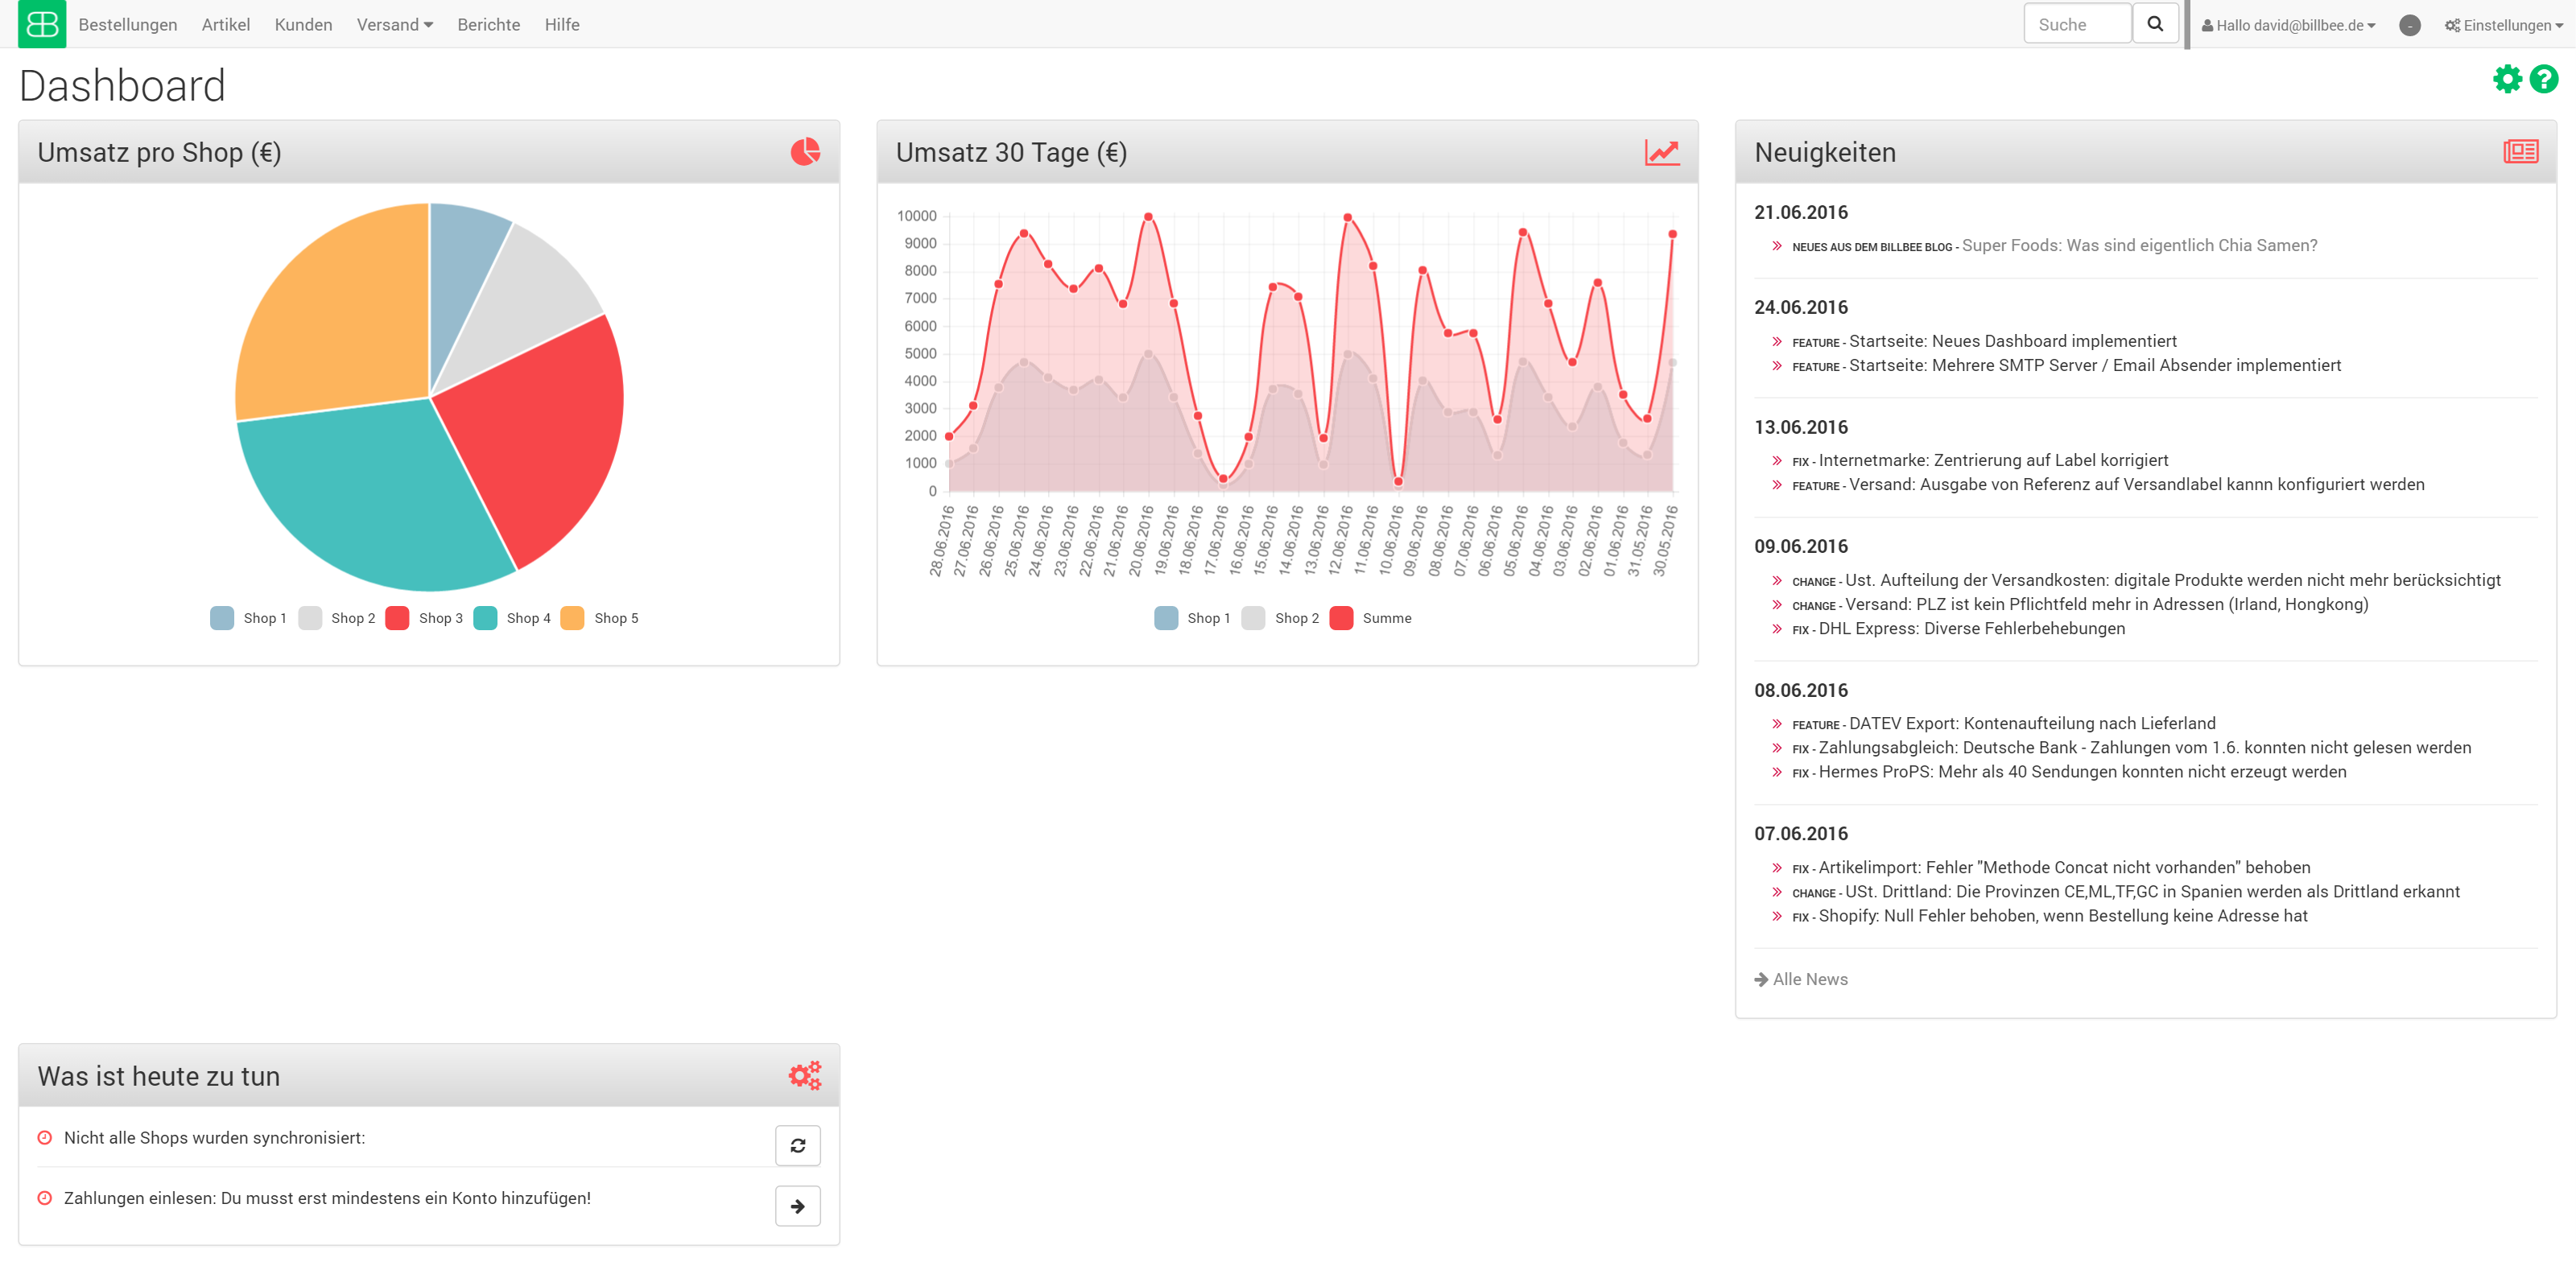 Bestellungen Artikel Kunden Versand Berichte Hilfe Suche Hallo david@billbee.de - Einstellungen
Dashboard
Umsatz pro Shop (€)
Shop 1 Shop 2 Shop 3 Shop 4 Shop 5
Umsatz 30 Tage (€)
10000
9000
8000
7000
6000
5000
4000
3000
2000
1000
0
28.06.2016 27.06.2016 26.06.2016 25.06.2016 24.06.2016 23.06.2016 22.06.2016 21.06.2016 20.06.2016 19.06.2016 18.06.2016 17.06.2016 16.06.2016 15.06.2016 14.06.2016 13.06.2016 12.06.2016 11.06.2016 10.06.2016 09.06.2016 08.06.2016 07.06.2016 06.06.2016 05.06.2016 04.06.2016 03.06.2016 02.06.2016 01.06.2016 31.05.2016 30.05.2016
Shop 1 Shop 2 Summe
Neuigkeiten
21.06.2016
NEUES AUS DEM BILLBEE BLOG - Super Foods: Was sind eigentlich Chia Samen?
24.06.2016
FEATURE - Startseite: Neues Dashboard implementiert
FEATURE - Startseite: Mehrere SMTP Server / Email Absender implementiert
13.06.2016
FIX - Internetmarke: Zentrierung auf Label korrigiert
FEATURE - Versand: Ausgabe von Referenz auf Versandlabel kannn konfiguriert werden
09.06.2016
CHANGE - Ust. Aufteilung der Versandkosten: digitale Produkte werden nicht mehr berücksichtigt
CHANGE - Versand: PLZ ist kein Pflichtfeld mehr in Adressen (Irland, Hongkong)
FIX - DHL Express: Diverse Fehlerbehebungen
08.06.2016
FEATURE - DATEV Export: Kontenaufteilung nach Lieferland
FIX - Zahlungsabgleich: Deutsche Bank - Zahlungen vom 1.6. konnten nicht gelesen werden
FIX - Hermes ProPS: Mehr als 40 Sendungen konnten nicht erzeugt werden
07.06.2016
FIX - Artikelimport: Fehler "Methode Concat nicht vorhanden" behoben
CHANGE - USt. Drittland: Die Provinzen CE,ML,TF,GC in Spanien werden als Drittland erkannt
FIX - Shopify: Null Fehler behoben, wenn Bestellung keine Adresse hat
Alle News
Was ist heute zu tun
Nicht alle Shops wurden synchronisiert:
Zahlungen einlesen: Du musst erst mindestens ein Konto hinzufügen!